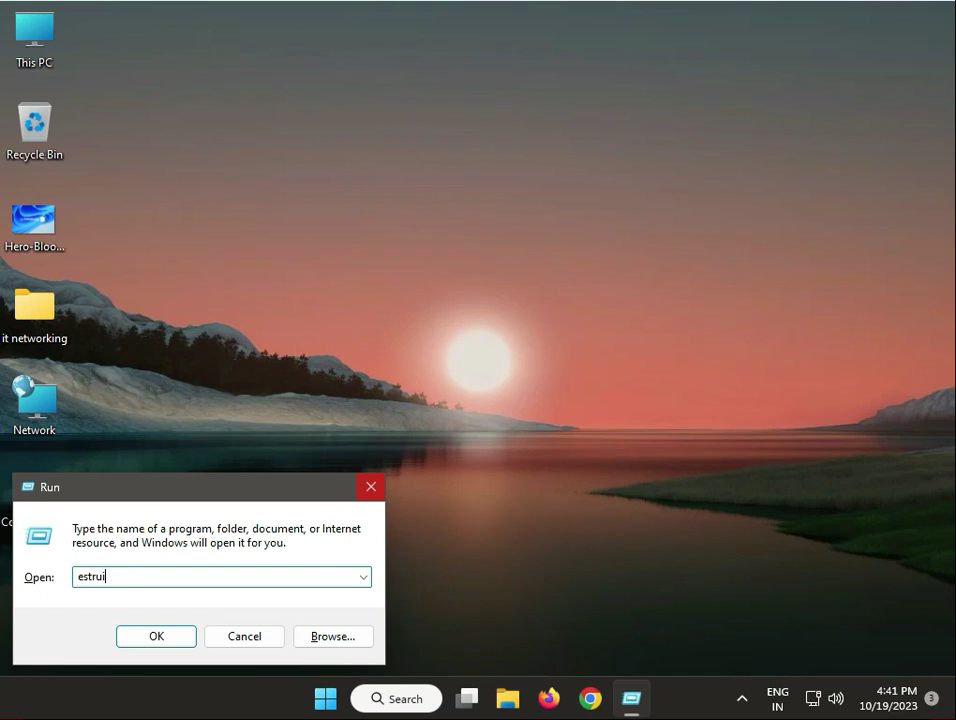 This PC
Recycle Bin
Hero-Bloo...
it networking
Network
Run
Type the name of a program, folder, document, or Internet
resource, and Windows will open it for you.
Open:
estrui
OK
Cancel
Browse...
Search
ENG
IN
4:41 PM
10/19/2023
3